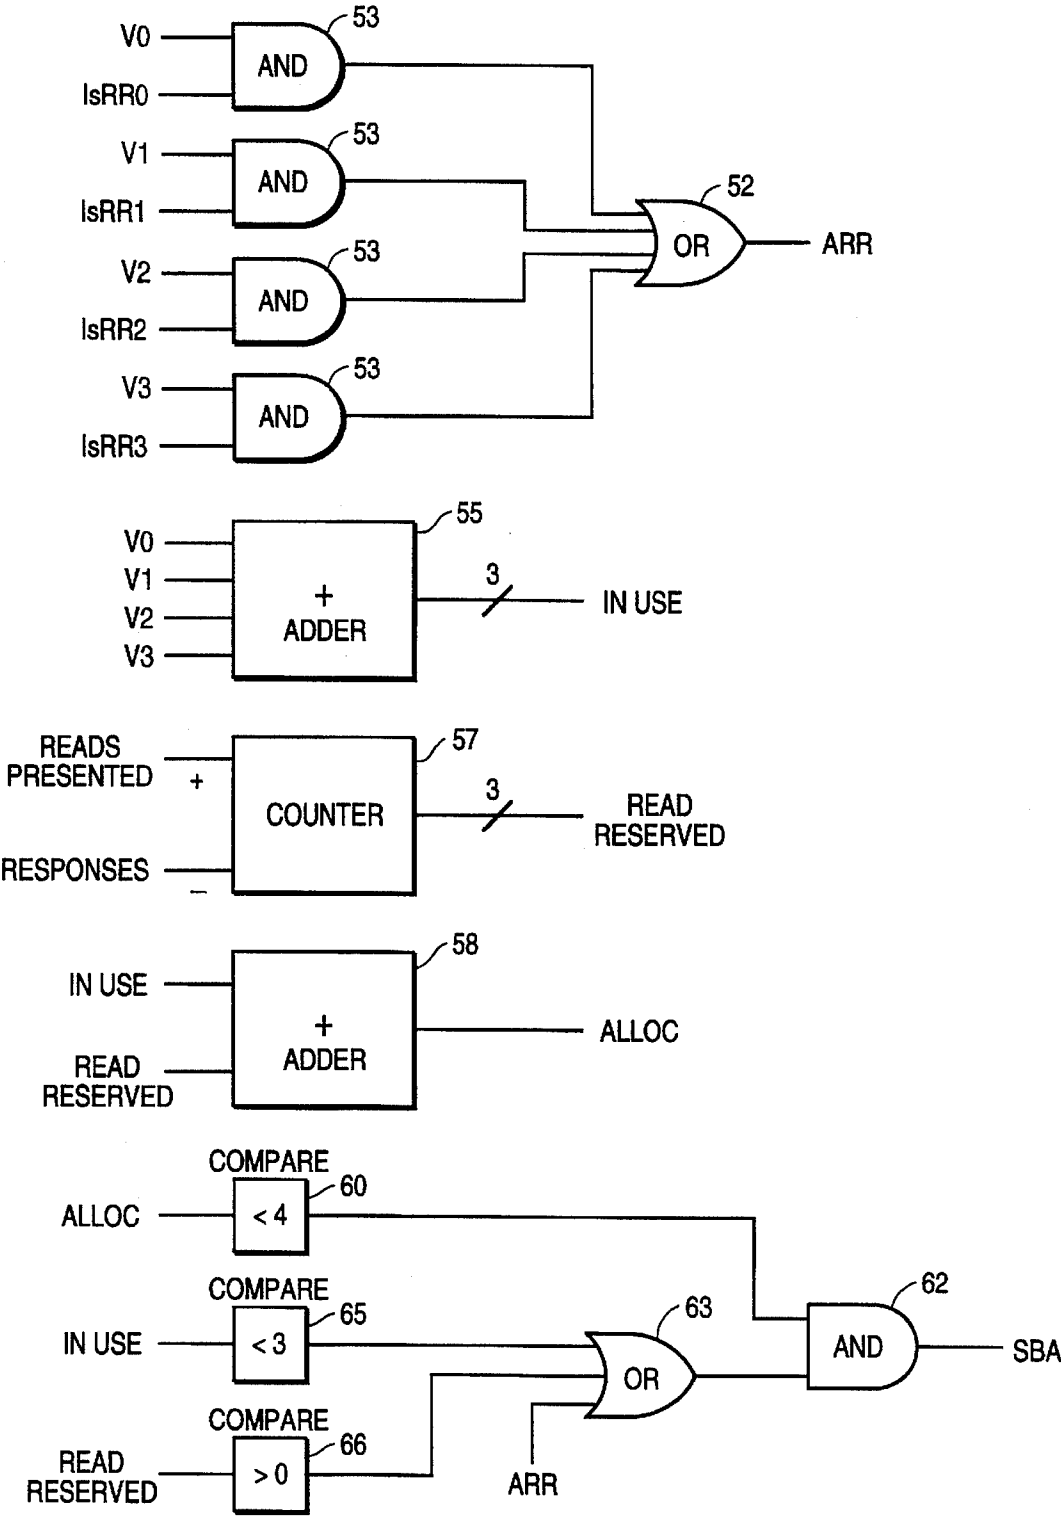 53
V0
AND
IsRR0
53
V1
AND
IsRR1
52
OR
ARR
53
V2
AND
IsRR2
53
V3
AND
IsRR3
55
V0
V1
V2
V3
+
ADDER
3
IN USE
57
READS
PRESENTED
+
COUNTER
RESPONSES
–
3
READ
RESERVED
58
IN USE
READ
RESERVED
+
ADDER
ALLOC
COMPARE
60
ALLOC
< 4
COMPARE
65
IN USE
< 3
COMPARE
66
READ
RESERVED
> 0
63
OR
ARR
62
AND
SBA